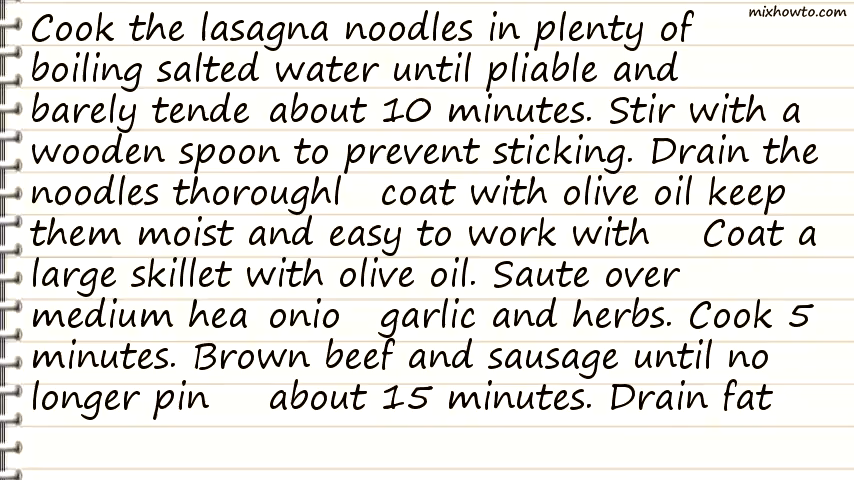 mixhowto.com
Cook the lasagna noodles in plenty of
boiling salted water until pliable and
barely tende about 10 minutes. Stir with a
wooden spoon to prevent sticking. Drain the
noodles thoroughl coat with olive oil keep
them moist and easy to work with Coat a
large skillet with olive oil. Saute over
medium hea onio garlic and herbs. Cook 5
minutes. Brown beef and sausage until no
longer pin about 15 minutes. Drain fat